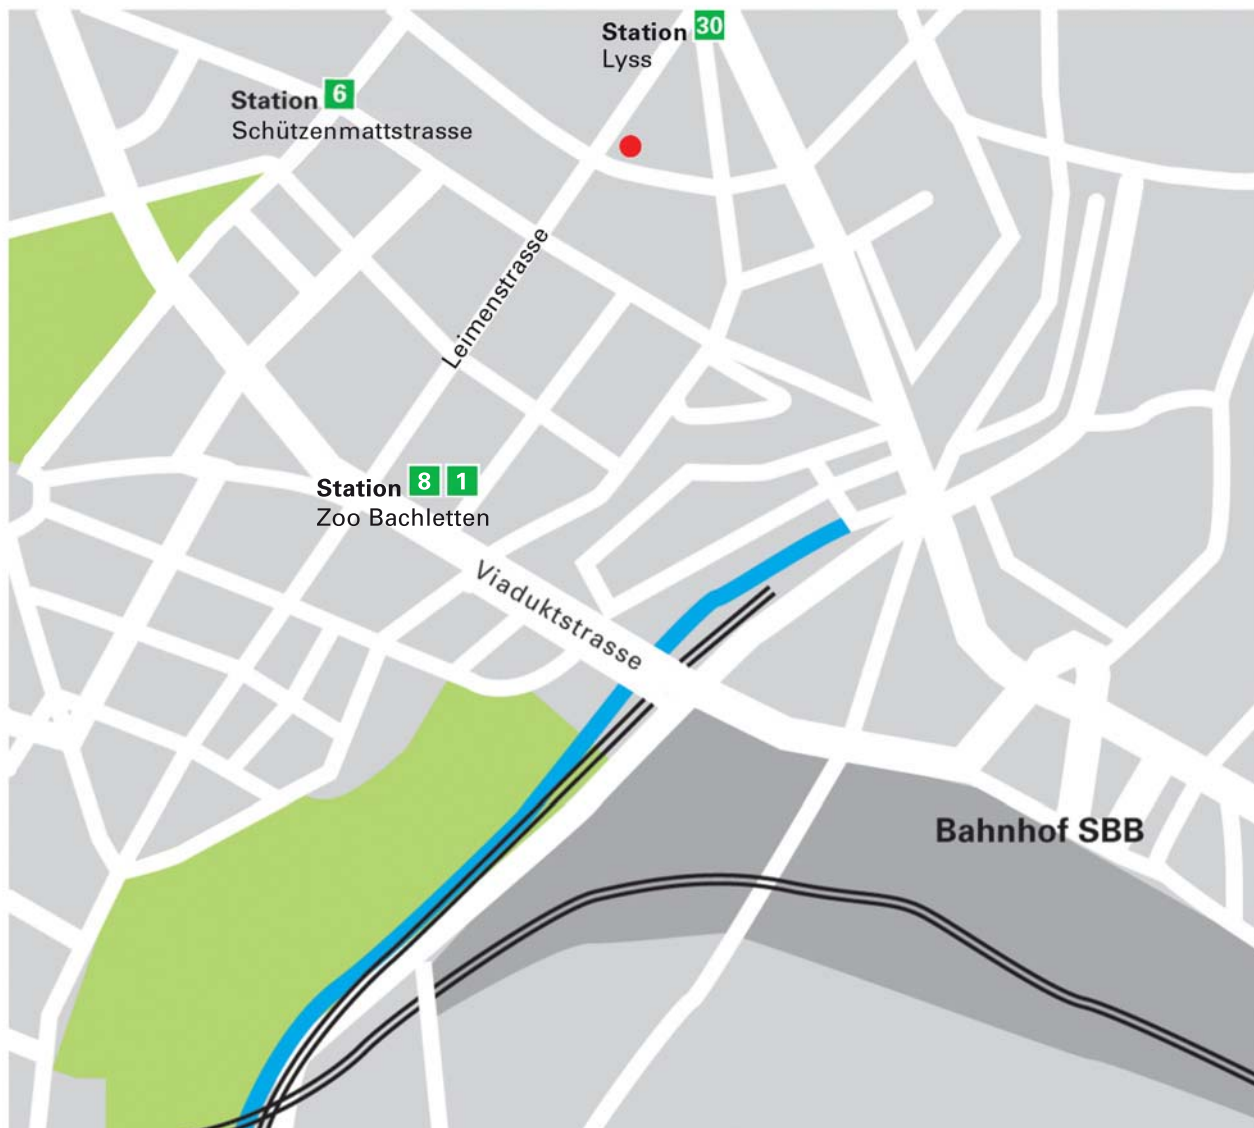 Station 30
Lyss
Station 6
Schützenmattstrasse
Leimenstrasse
Station 8 1
Zoo Bachletten
Viaduktstrasse
Bahnhof SBB